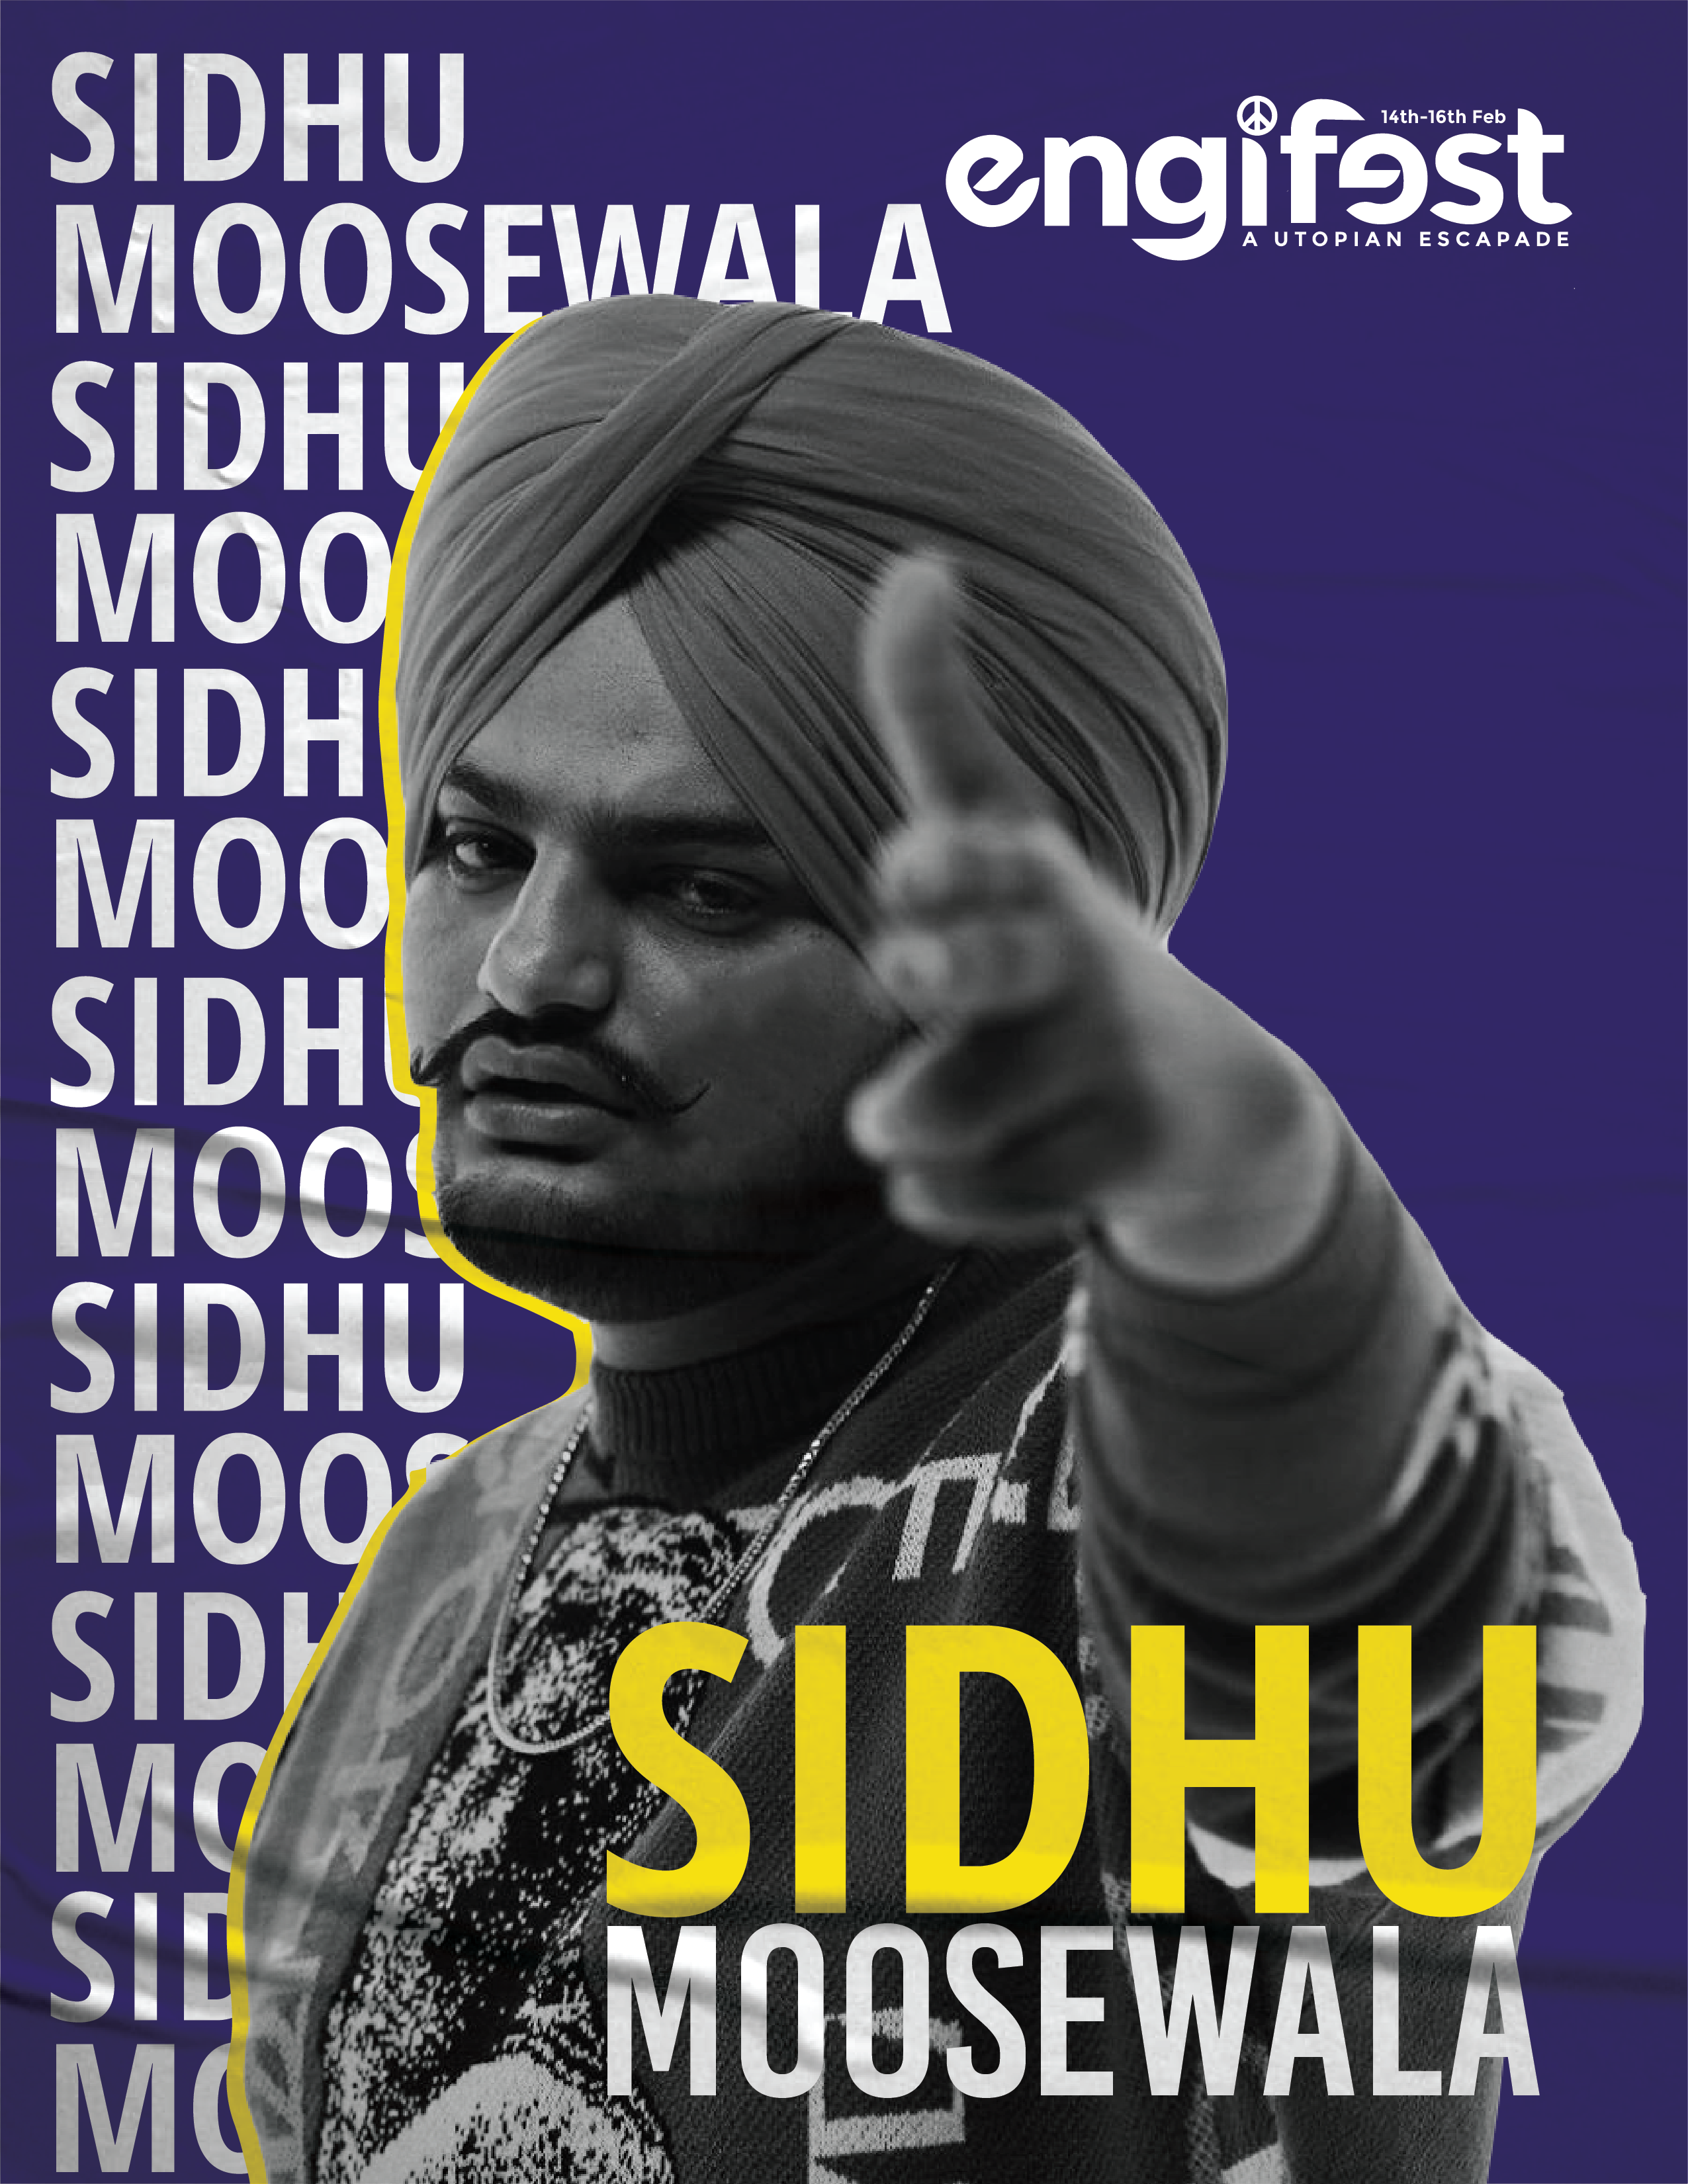 SIDHU
MOOSEWALA
14th-16th Feb
engifest
A UTOPIAN ESCAPADE
SIDHU
MOO
SIDH
MOO
SIDHU
MOOS
SIDHU
MOOS
SIDH
MO
SID
MO
SIDHU
MOOSEWALA